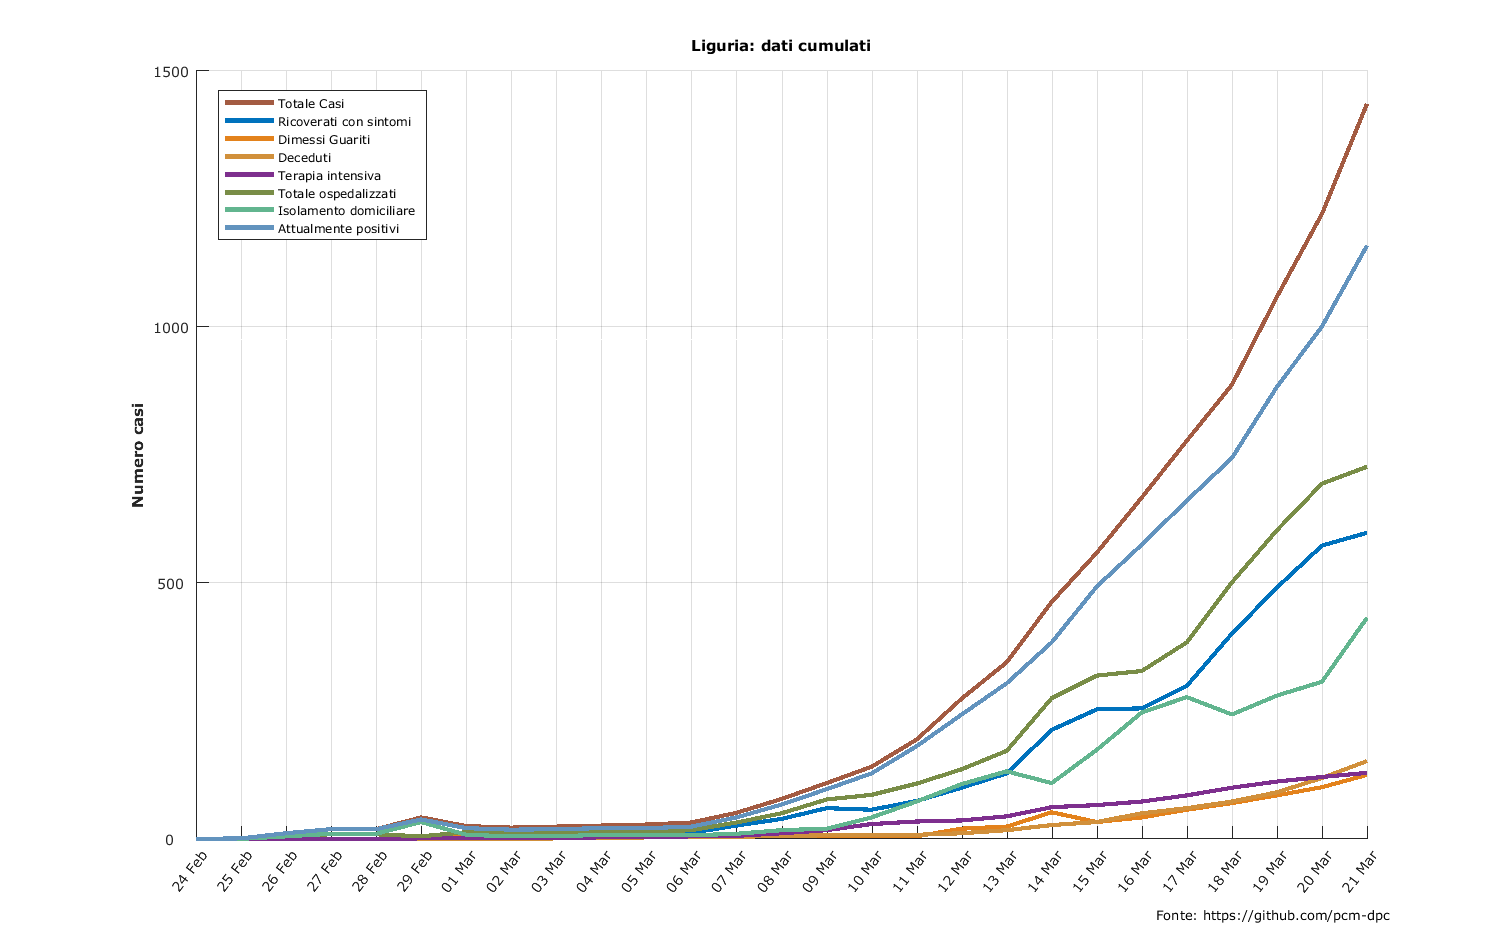 Liguria: dati cumulati
1500
1000
500
0
Numero casi
Totale Casi
Ricoverati con sintomi
Dimessi Guariti
Deceduti
Terapia intensiva
Totale ospedalizzati
Isolamento domiciliare
Attualmente positivi
24 Feb
25 Feb
26 Feb
27 Feb
28 Feb
29 Feb
01 Mar
02 Mar
03 Mar
04 Mar
05 Mar
06 Mar
07 Mar
08 Mar
09 Mar
10 Mar
11 Mar
12 Mar
13 Mar
14 Mar
15 Mar
16 Mar
17 Mar
18 Mar
19 Mar
20 Mar
21 Mar
Fonte: https://github.com/pcm-dpc